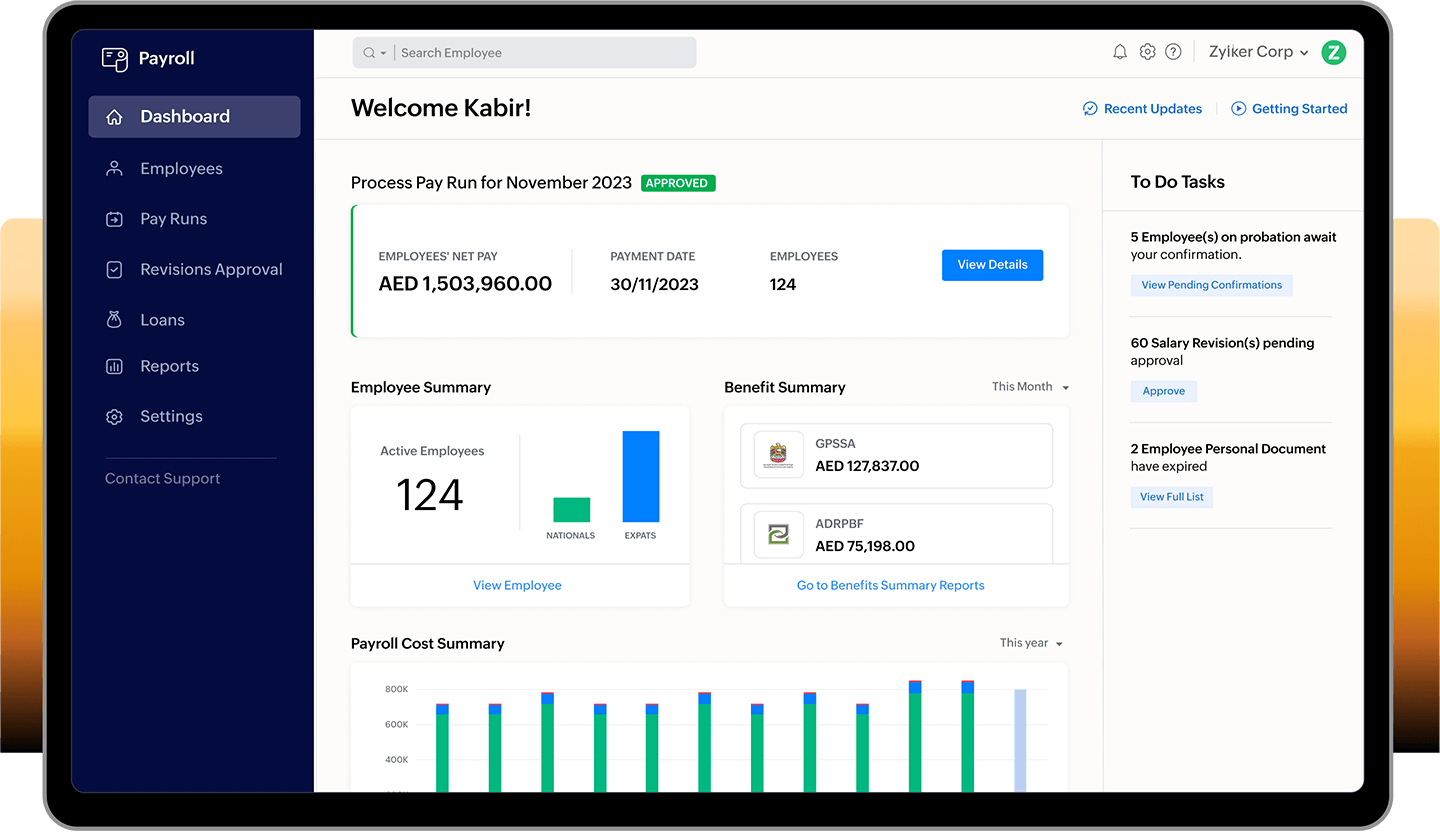 Payroll
Search Employee
Zyiker Corp
Z
Dashboard
Employees
Pay Runs
Revisions Approval
Loans
Reports
Settings
Contact Support
Welcome Kabir!
Recent Updates
Getting Started
Process Pay Run for November 2023 APPROVED
EMPLOYEES' NET PAY
AED 1,503,960.00
PAYMENT DATE
30/11/2023
EMPLOYEES
124
View Details
Employee Summary
Active Employees
124
NATIONALS
EXPATS
View Employee
Benefit Summary
This Month
GPSSA
AED 127,837.00
ADRPBF
AED 75,198.00
Go to Benefits Summary Reports
Payroll Cost Summary
This year
800K
600K
400K
To Do Tasks
5 Employee(s) on probation await
your confirmation.
View Pending Confirmations
60 Salary Revision(s) pending
approval
Approve
2 Employee Personal Document
have expired
View Full List